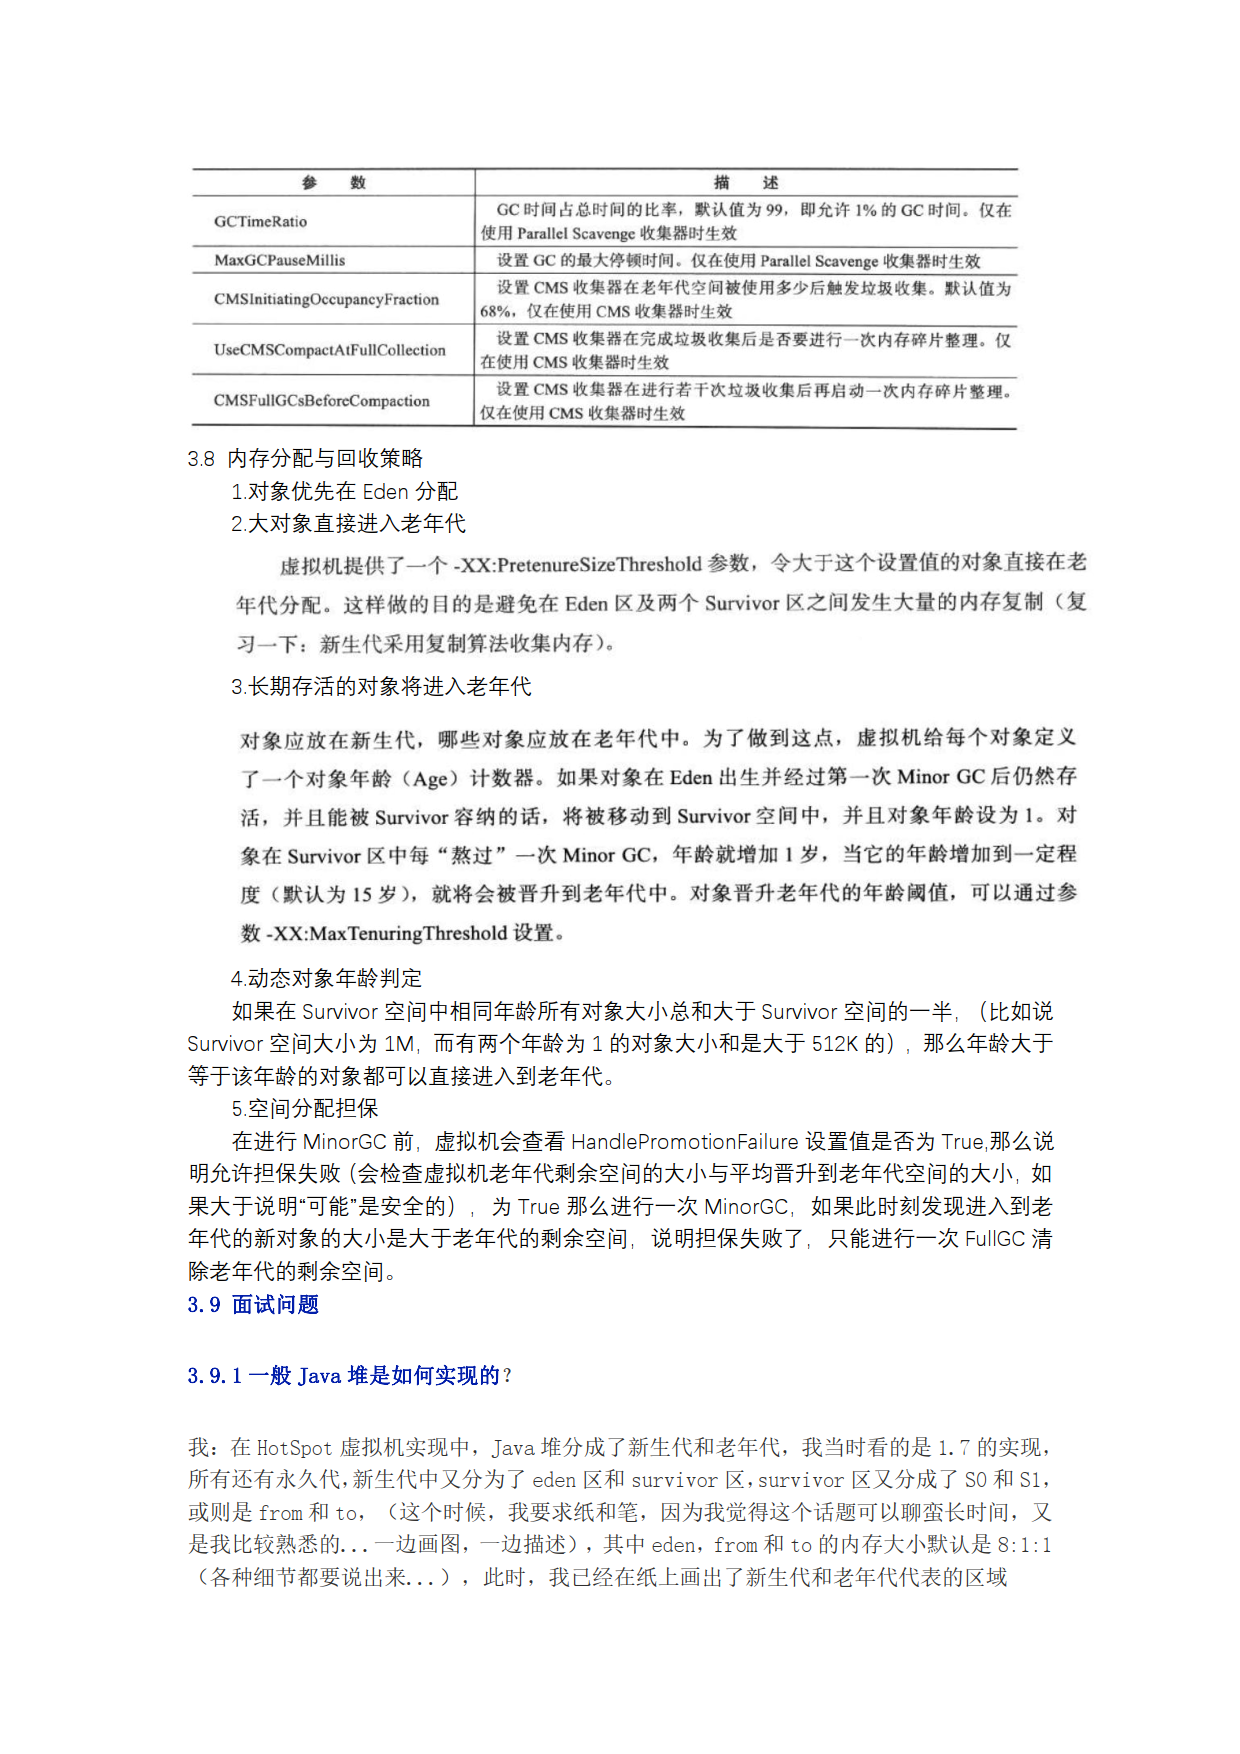 参 数 描 述
GCTimeRatio GC 时间占总时间的比率，默认值为 99，即允许 1% 的 GC 时间。仅在
使用 Parallel Scavenge 收集器时生效
MaxGCPauseMillis 设置 GC 的最大停顿时间。仅在使用 Parallel Scavenge 收集器时生效
CMSInitiatingOccupancyFraction 设置 CMS 收集器在老年代空间被使用多少后触发垃圾收集。默认值为
68%，仅在使用 CMS 收集器时生效
UseCMSCompactAtFullCollection 设置 CMS 收集器在完成垃圾收集后是否要进行一次内存碎片整理。仅
在使用 CMS 收集器时生效
CMSFullGCsBeforeCompaction 设置 CMS 收集器在进行若干次垃圾收集后再启动一次内存碎片整理。
仅在使用 CMS 收集器时生效
3.8 内存分配与回收策略
1.对象优先在 Eden 分配
2.大对象直接进入老年代
虚拟机提供了一个 -XX:PretenureSizeThreshold 参数，令大于这个设置值的对象直接在老
年代分配。这样做的目的是避免在 Eden 区及两个 Survivor 区之间发生大量的内存复制（复
习一下：新生代采用复制算法收集内存）。
3.长期存活的对象将进入老年代
对象应放在新生代，哪些对象应放在老年代中。为了做到这点，虚拟机给每个对象定义
了一个对象年龄（Age）计数器。如果对象在 Eden 出生并经过第一次 Minor GC 后仍然存
活，并且能被 Survivor 容纳的话，将被移动到 Survivor 空间中，并且对象年龄设为 1。对
象在 Survivor 区中每“熬过”一次 Minor GC，年龄就增加 1 岁，当它的年龄增加到一定程
度（默认为 15 岁），就将会被晋升到老年代中。对象晋升老年代的年龄阈值，可以通过参
数 -XX:MaxTenuringThreshold 设置。
4.动态对象年龄判定
如果在 Survivor 空间中相同年龄所有对象大小总和大于 Survivor 空间的一半，（比如说
Survivor 空间大小为 1M，而有两个年龄为 1 的对象大小和是大于 512K 的），那么年龄大于
等于该年龄的对象都可以直接进入到老年代。
5.空间分配担保
在进行 MinorGC 前，虚拟机会查看 HandlePromotionFailure 设置值是否为 True,那么说
明允许担保失败（会检查虚拟机老年代剩余空间的大小与平均晋升到老年代空间的大小，如
果大于说明“可能”是安全的），为 True 那么进行一次 MinorGC，如果此时刻发现进入到老
年代的新对象的大小是大于老年代的剩余空间，说明担保失败了，只能进行一次 FullGC 清
除老年代的剩余空间。
3.9 面试问题
3.9.1 一般 Java 堆是如何实现的？
我：在 HotSpot 虚拟机实现中，Java 堆分成了新生代和老年代，我当时看的是 1.7 的实现，
所有还有永久代，新生代中又分为了 eden 区和 survivor 区，survivor 区又分成了 S0 和 S1，
或则是 from 和 to，（这个时候，我要求纸和笔，因为我觉得这个话题可以聊蛮长时间，又
是我比较熟悉的...一边画图，一边描述），其中 eden，from 和 to 的内存大小默认是 8:1:1
（各种细节都要说出来...），此时，我已经在纸上画出了新生代和老年代代表的区域